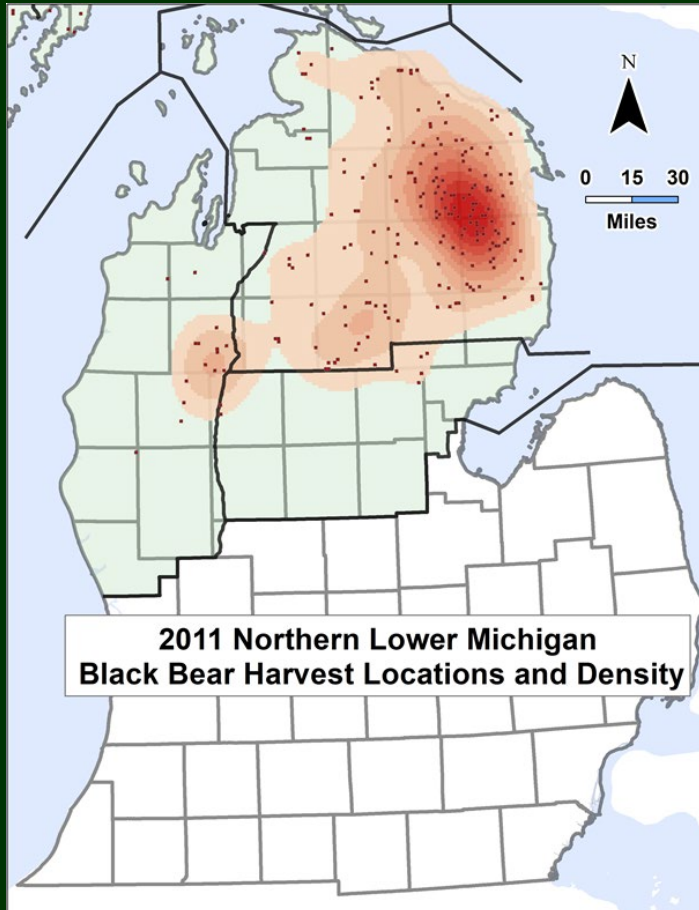 N
0 15 30
Miles
2011 Northern Lower Michigan
Black Bear Harvest Locations and Density